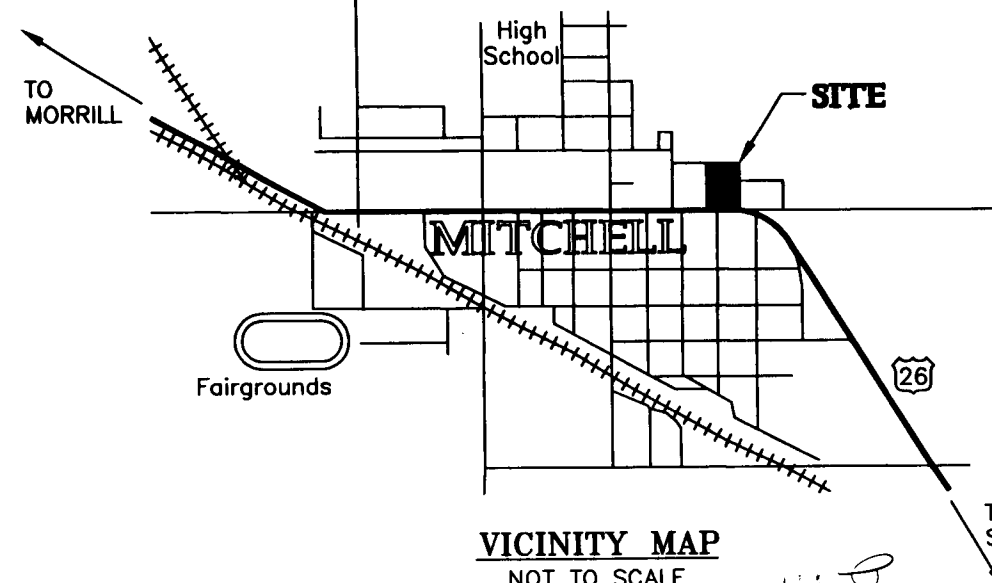 High
School
TO
MORRILL
SITE
MITCHELL
26
Fairgrounds
VICINITY MAP
NOT TO SCALE